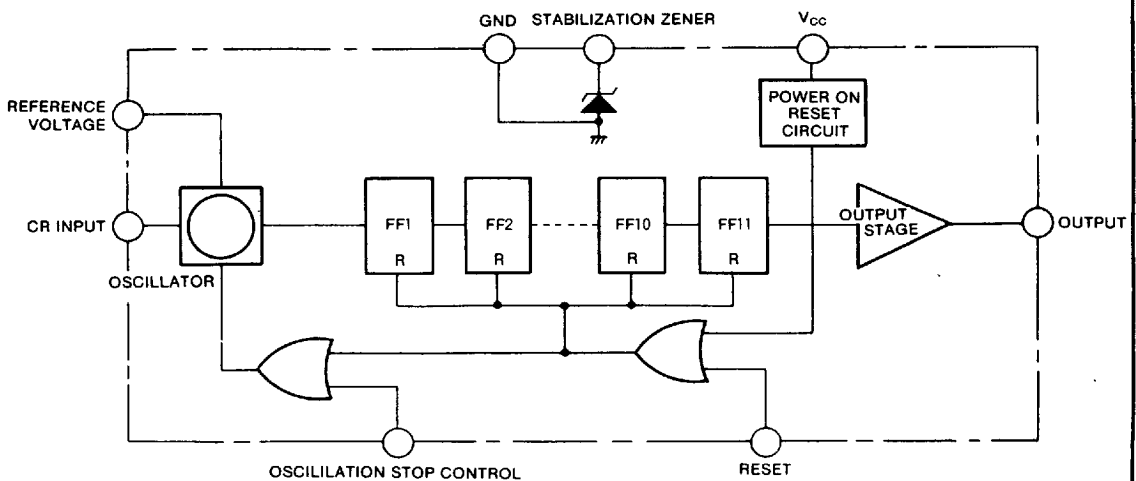 GND
STABILIZATION ZENER
VCC
REFERENCE
VOLTAGE
POWER ON
RESET
CIRCUIT
CR INPUT
OSCILLATOR
FF1
R
FF2
R
FF10
R
FF11
R
OUTPUT
STAGE
OUTPUT
OSCILILATION STOP CONTROL
RESET